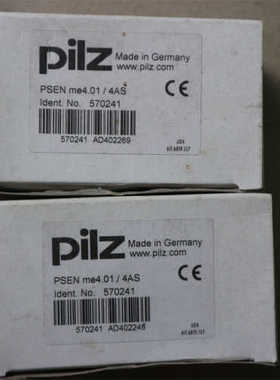 pilz
Made in Germany
www.pilz.com
PSEN me4.01 / 4AS
Ident. No. 570241
CE
570241 AD402269
pilz
Made in Germany
www.pilz.com
PSEN me4.01 / 4AS
Ident. No. 570241
CE
570241 AD402246